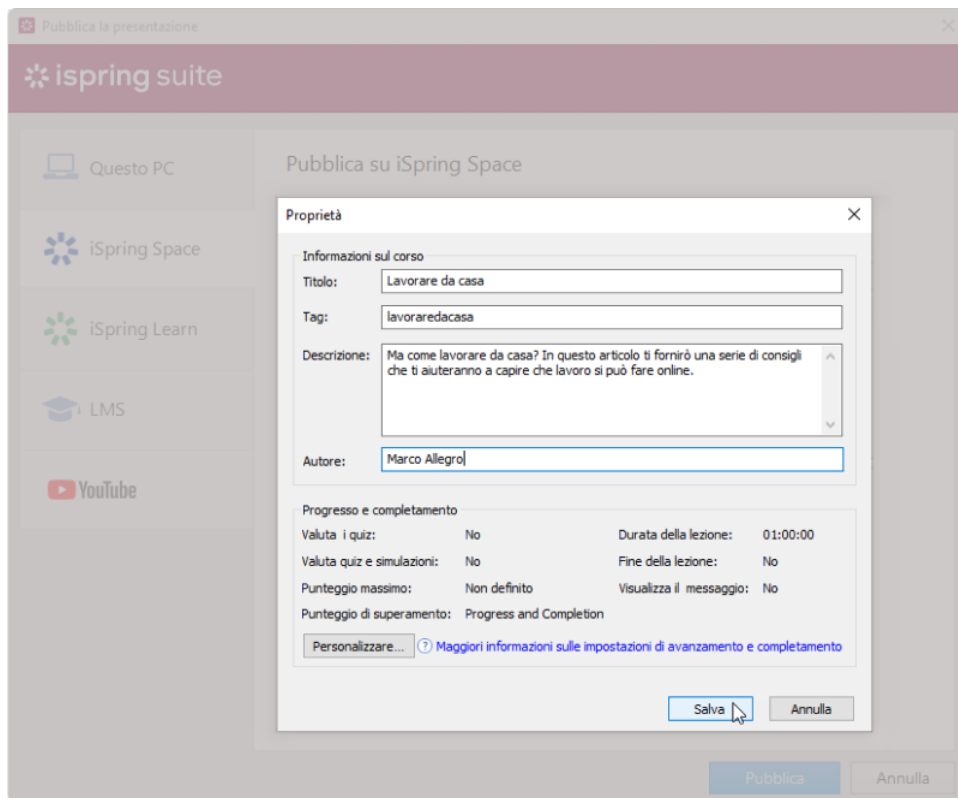 Pubblica la presentazione
ispring suite
Questo PC
Pubblica su iSpring Space
iSpring Space
iSpring Learn
LMS
YouTube
Proprietà
Informazioni sul corso
Titolo: Lavorare da casa
Tag: lavoraredacasa
Descrizione: Ma come lavorare da casa? In questo articolo ti fornirò una serie di consigli
che ti aiuteranno a capire che lavoro si può fare online.
Autore: Marco Allegro
Progresso e completamento
Valuta i quiz: No Durata della lezione: 01:00:00
Valuta quiz e simulazioni: No Fine della lezione: No
Punteggio massimo: Non definito Visualizza il messaggio: No
Punteggio di superamento: Progress and Completion
Personalizzare... ? Maggiori informazioni sulle impostazioni di avanzamento e completamento
Salva Annulla
Pubblica Annulla